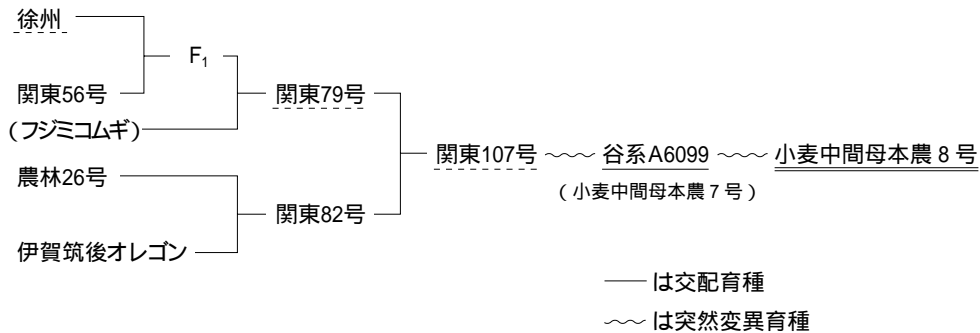 徐州
F₁
関東56号
関東79号
(フジミコムギ)
関東107号
谷系A6099
小麦中間母本農8号
農林26号
(小麦中間母本農7号)
関東82号
伊賀筑後オレゴン
は交配育種
は突然変異育種